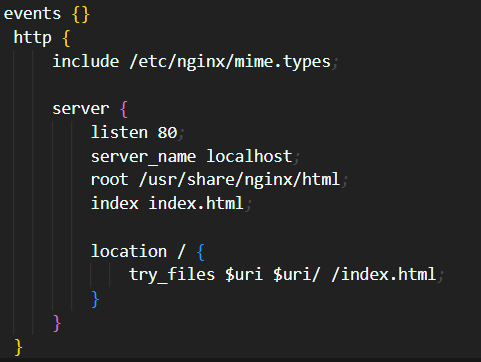 events {}
http {
include /etc/nginx/mime.types;
server {
listen 80;
server_name localhost;
root /usr/share/nginx/html;
index index.html;
location / {
try_files $uri $uri/ /index.html;
}
}
}